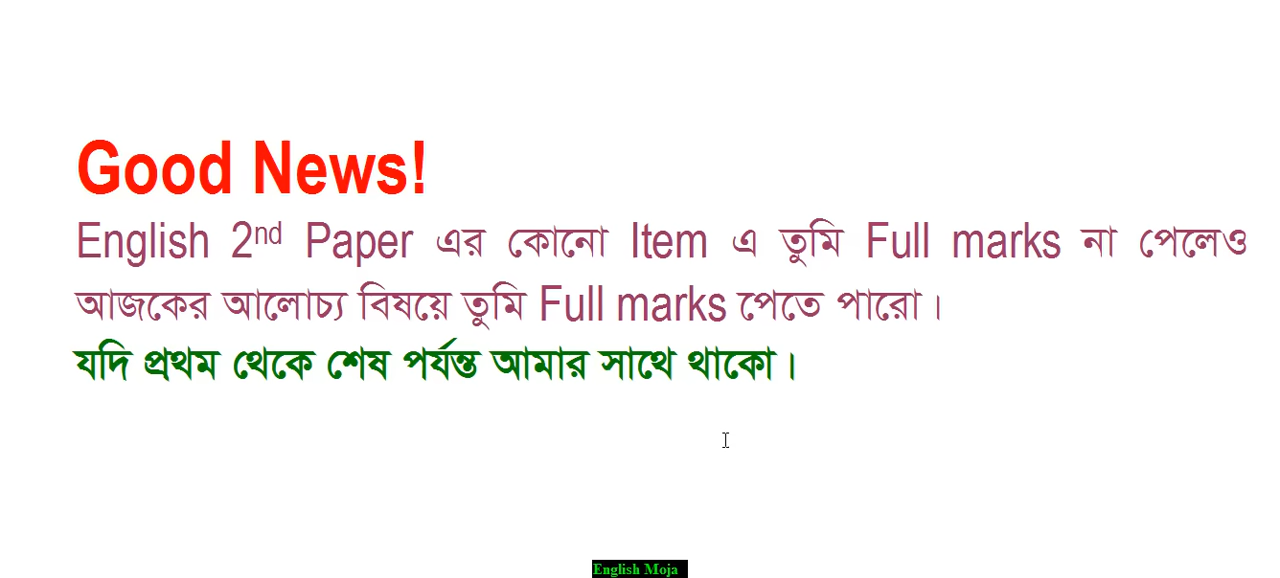 Good News!
English 2nd Paper এর কোনো Item এ তুমি Full marks না পেলেও
আজকের আলোচ্য বিষয়ে তুমি Full marks পেতে পারো।
যদি প্রথম থেকে শেষ পর্যন্ত আমার সাথে থাকো।
English Moja